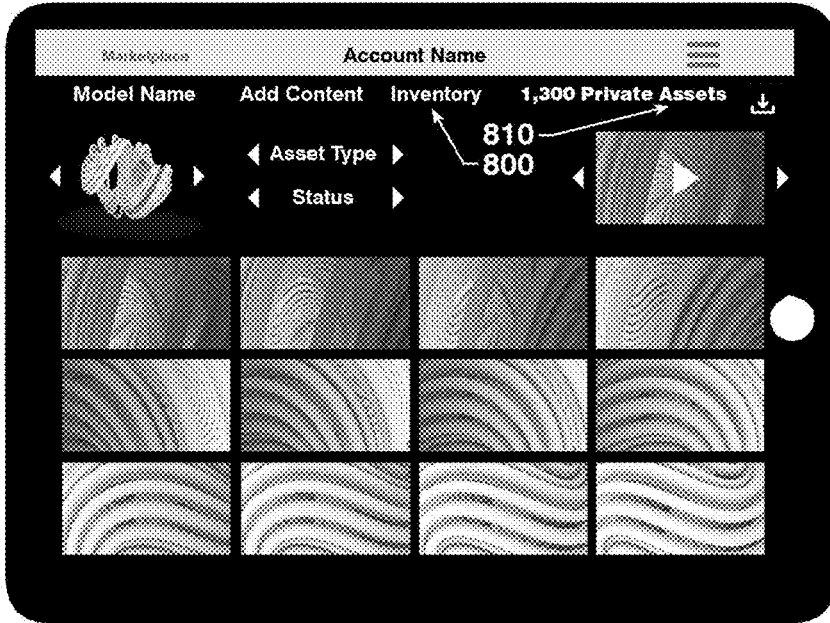 Marketplace Account Name
Model Name Add Content Inventory 1,300 Private Assets
810
Asset Type 800
Status